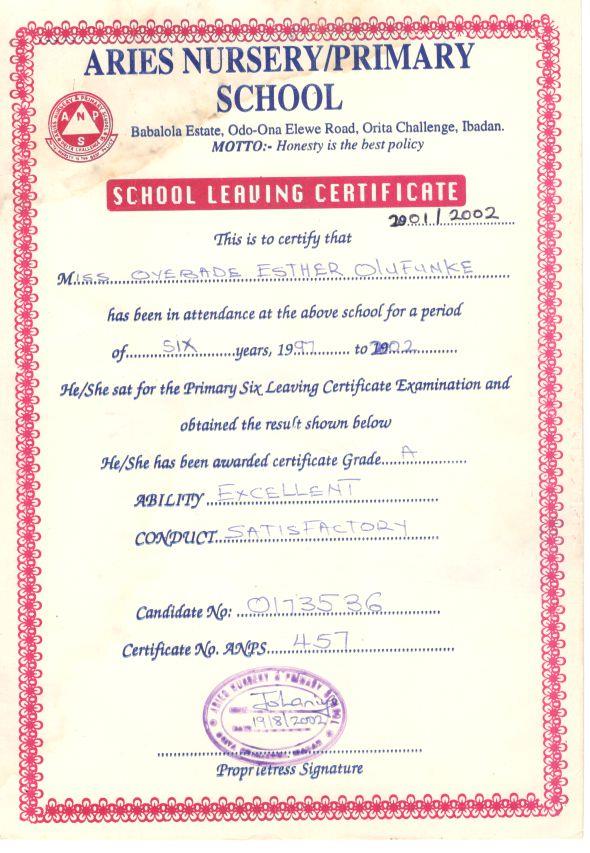 ARIES NURSERY/PRIMARY
SCHOOL
A N P
S
Babalola Estate, Odo-Ona Elewe Road, Orita Challenge, Ibadan.
MOTTO:- Honesty is the best policy
SCHOOL LEAVING CERTIFICATE
2001/2002
This is to certify that
MISS OYEBADE ESTHER OLUFUNKE
has been in attendance at the above school for a period
of SIX years, 1997 to 2002
He/She sat for the Primary Six Leaving Certificate Examination and
obtained the result shown below
He/She has been awarded certificate Grade A
ABILITY EXCELLENT
CONDUCT SATISFACTORY
Candidate No: 0173536
Certificate No. ANPS 457
ARIES NURSERY & PRIMARY
19/8/2002
Proprietress Signature